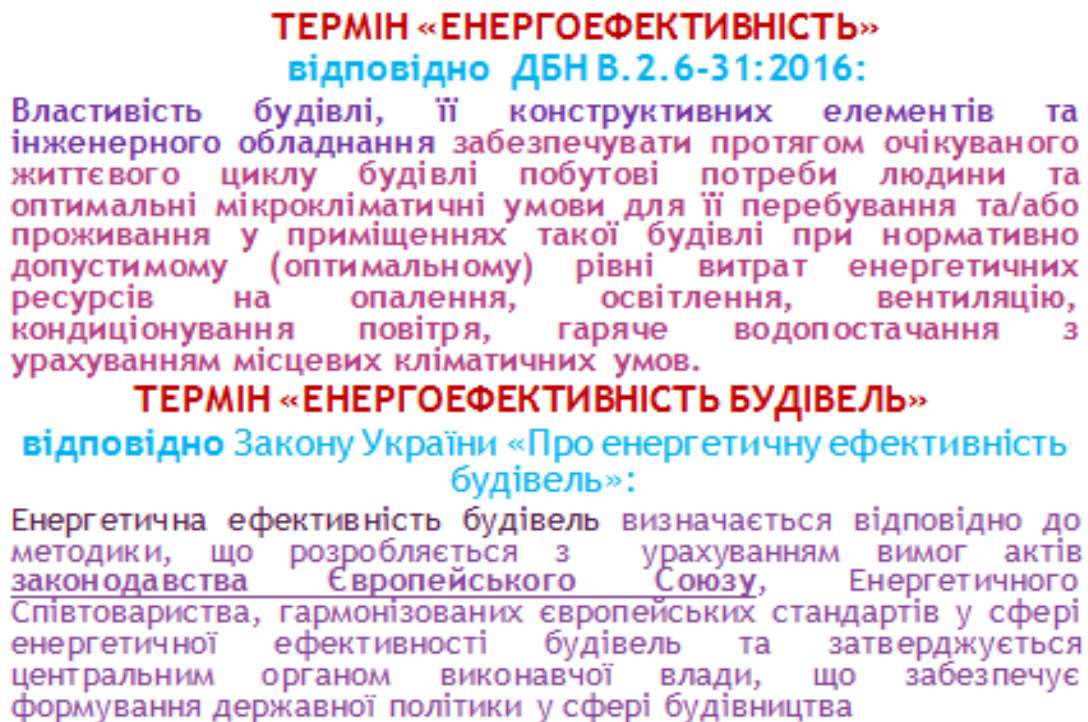 ТЕРМІН «ЕНЕРГОЕФЕКТИВНІСТЬ»
відповідно ДБН В.2.6-31:2016:
Властивість будівлі, її конструктивних елементів та
інженерного обладнання забезпечувати протягом очікуваного
життєвого циклу будівлі побутові потреби людини та
оптимальні мікрокліматичні умови для її перебування та/або
проживання у приміщеннях такої будівлі при нормативно
допустимому (оптимальному) рівні витрат енергетичних
ресурсів на опалення, освітлення, вентиляцію,
кондиціонування повітря, гаряче водопостачання з
урахуванням місцевих кліматичних умов.
ТЕРМІН «ЕНЕРГОЕФЕКТИВНІСТЬ БУДІВЕЛЬ»
відповідно Закону України «Про енергетичну ефективність
будівель»:
Енергетична ефективність будівель визначається відповідно до
методики, що розробляється з урахуванням вимог актів
законодавства Європейського Союзу, Енергетичного
Співтовариства, гармонізованих європейських стандартів у сфері
енергетичної ефективності будівель та затверджується
центральним органом виконавчої влади, що забезпечує
формування державної політики у сфері будівництва